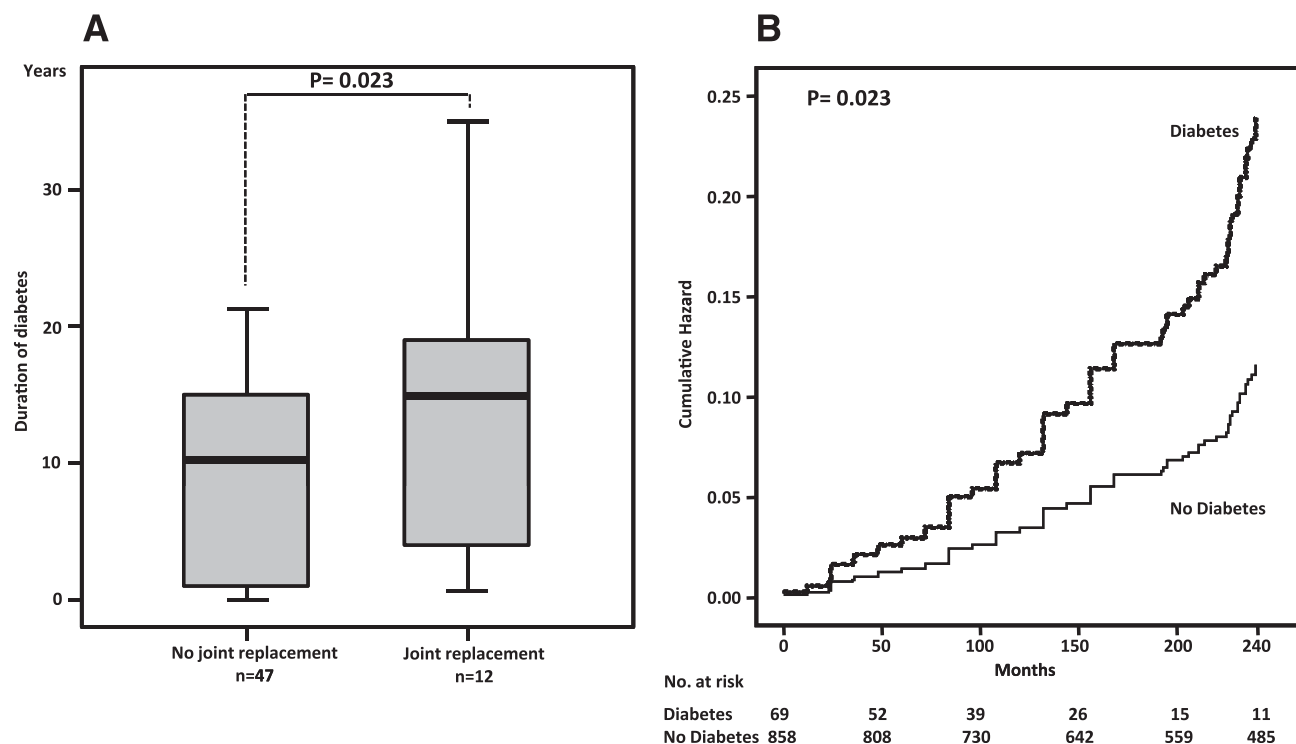 A
Years
P= 0.023
30
20
10
0
Duration of diabetes
No joint replacement
n=47
Joint replacement
n=12
B
P= 0.023
Diabetes
No Diabetes
0.25
0.20
0.15
0.10
0.05
0.00
Cumulative Hazard
0 50 100 150 200 240
Months
No. at risk
Diabetes 69 52 39 26 15 11
No Diabetes 858 808 730 642 559 485